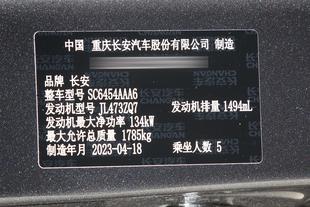 中国 重庆长安汽车股份有限公司 制造
品牌 长安
整车型号 SC6454AAA6
发动机型号 JL473ZQ7 发动机排量 1494mL
发动机最大净功率 134kW
最大允许总质量 1785kg
制造年月 2023-04-18 乘坐人数 5